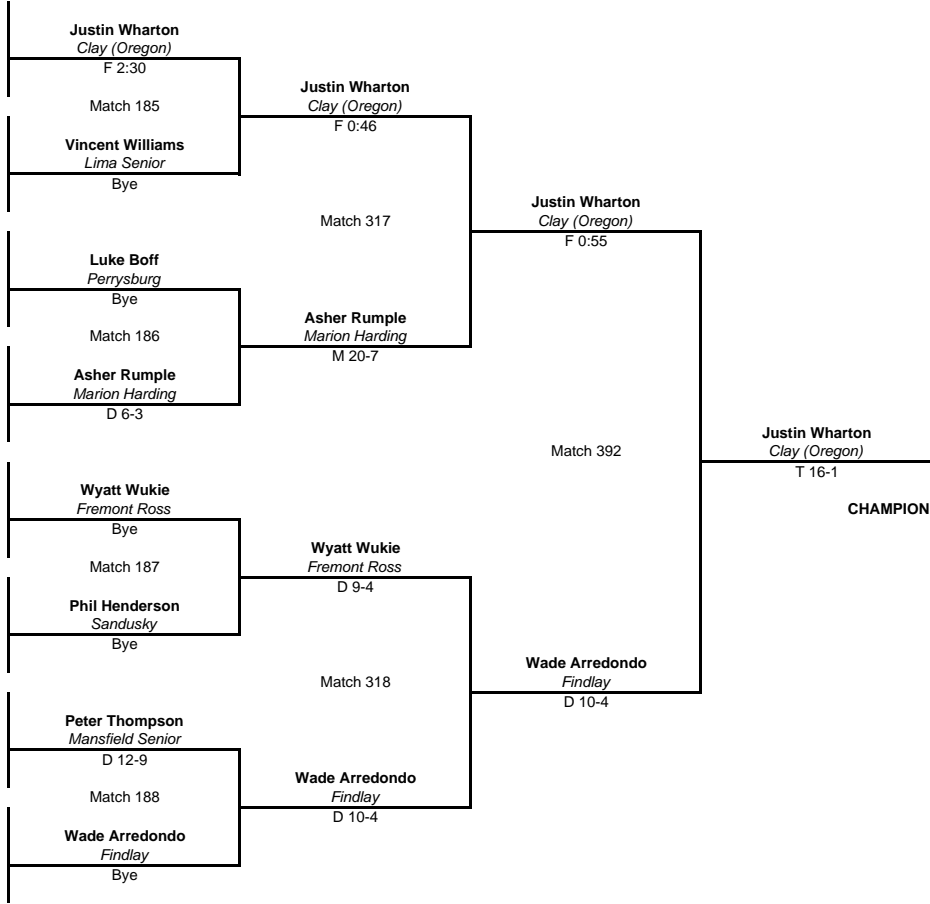 Justin Wharton
Clay (Oregon)
F 2:30
Match 185
Vincent Williams
Lima Senior
Bye
Luke Boff
Perrysburg
Bye
Match 186
Asher Rumple
Marion Harding
D 6-3
Wyatt Wukie
Fremont Ross
Bye
Match 187
Phil Henderson
Sandusky
Bye
Peter Thompson
Mansfield Senior
D 12-9
Match 188
Wade Arredondo
Findlay
Bye
Justin Wharton
Clay (Oregon)
F 0:46
Match 317
Asher Rumple
Marion Harding
M 20-7
Wyatt Wukie
Fremont Ross
D 9-4
Match 318
Wade Arredondo
Findlay
D 10-4
Justin Wharton
Clay (Oregon)
F 0:55
Match 392
Wade Arredondo
Findlay
D 10-4
Justin Wharton
Clay (Oregon)
T 16-1
CHAMPION